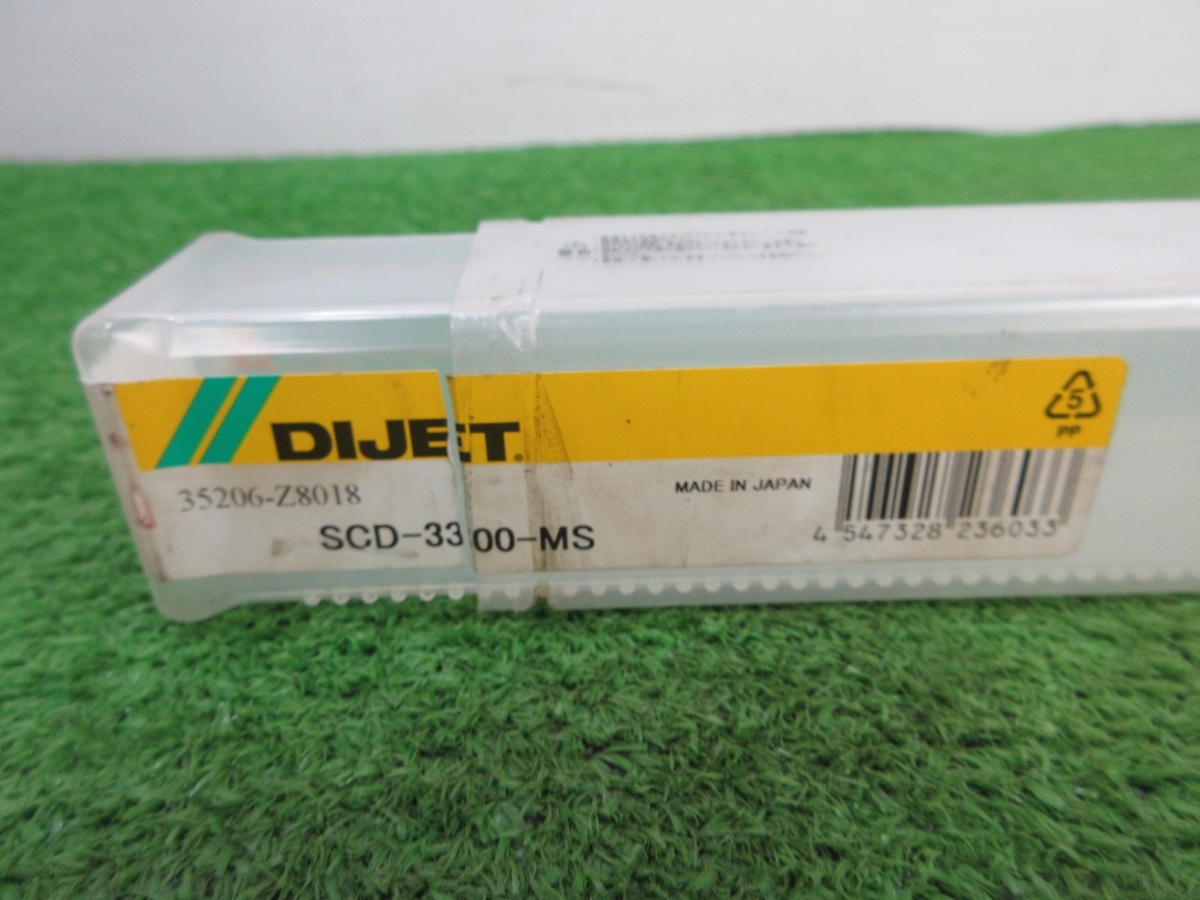 DIJET
5
PP
35206-Z8018
MADE IN JAPAN
SCD-3300-MS
4 547328 236033